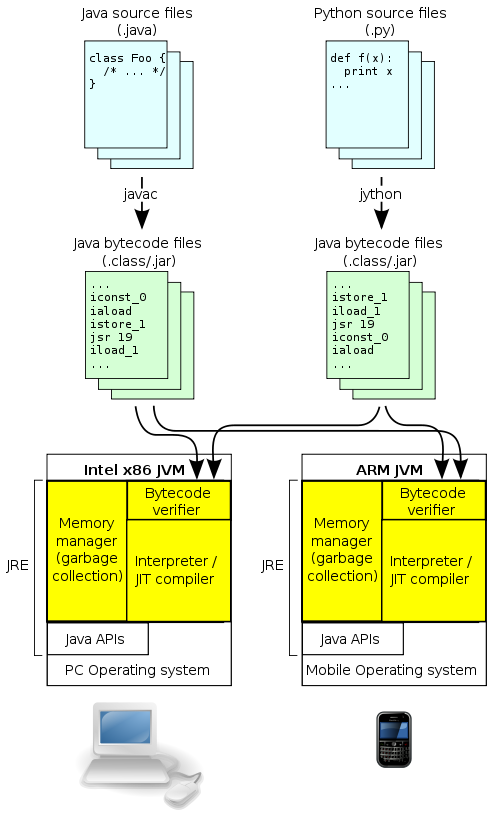 Java source files
(.java)
Python source files
(.py)
class Foo {
/* ... */
}
def f(x):
print x
...
javac
jython
Java bytecode files
(.class/.jar)
Java bytecode files
(.class/.jar)
...
iconst_0
iaload
istore_1
jsr 19
iload_1
...
...
istore_1
iload_1
jsr 19
iconst_0
iaload
...
Intel x86 JVM
Bytecode
verifier
Memory
manager
(garbage
collection)
Interpreter /
JIT compiler
JRE
Java APIs
PC Operating system
ARM JVM
Bytecode
verifier
Memory
manager
(garbage
collection)
Interpreter /
JIT compiler
JRE
Java APIs
Mobile Operating system